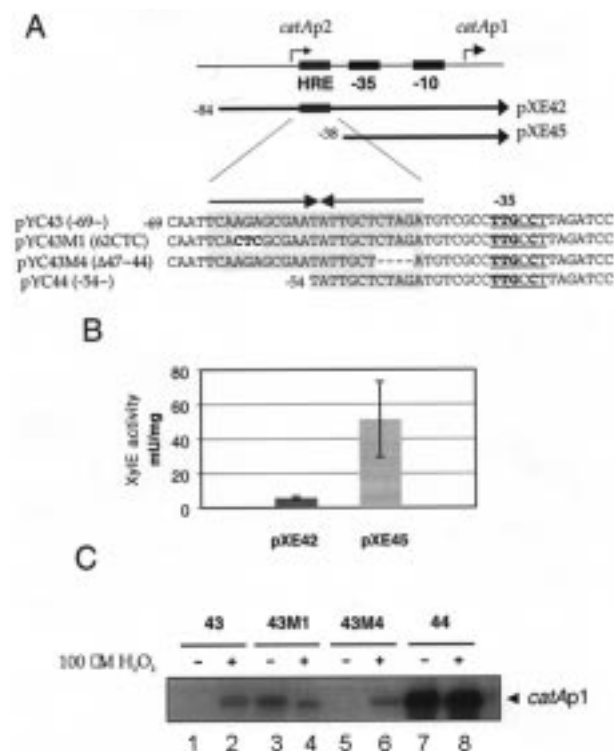 A
catAp2 catAp1
HRE -35 -10
-84 pXE42
-38 pXE45
-35
pYC43 (-69~) -69 CAATTCAAGAGCGAATATTGCTCTAGATGTCGCCTTGCCTTAGATCC
pYC43M1 (62CTC) CAATTCACTCGCGAATATTGCTCTAGATGTCGCCTTGCCTTAGATCC
pYC43M4 (Δ47~44) CAATTCAAGAGCGAATATTGCT----ATGTCGCCTTGCCTTAGATCC
pYC44 (-54~) -54 TATTGCTCTAGATGTCGCCTTGCCTTAGATCC
B
XylE activity
mU/mg
80
60
40
20
0
pXE42 pXE45
C
43 43M1 43M4 44
100 □M H₂O₂ - + - + - + - +
catAp1
1 2 3 4 5 6 7 8